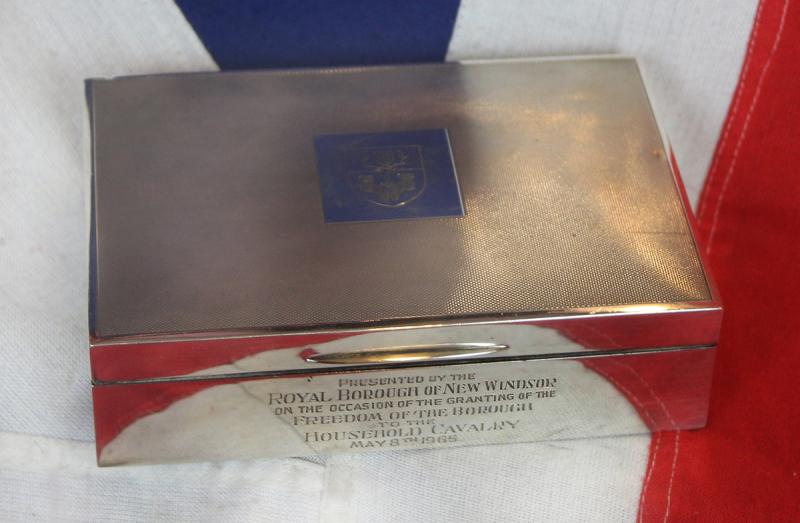 PRESENTED BY THE
ROYAL BOROUGH OF NEW WINDSOR
ON THE OCCASION OF THE GRANTING OF THE
FREEDOM OF THE BOROUGH
TO THE
HOUSEHOLD CAVALRY
MAY 8TH 1965